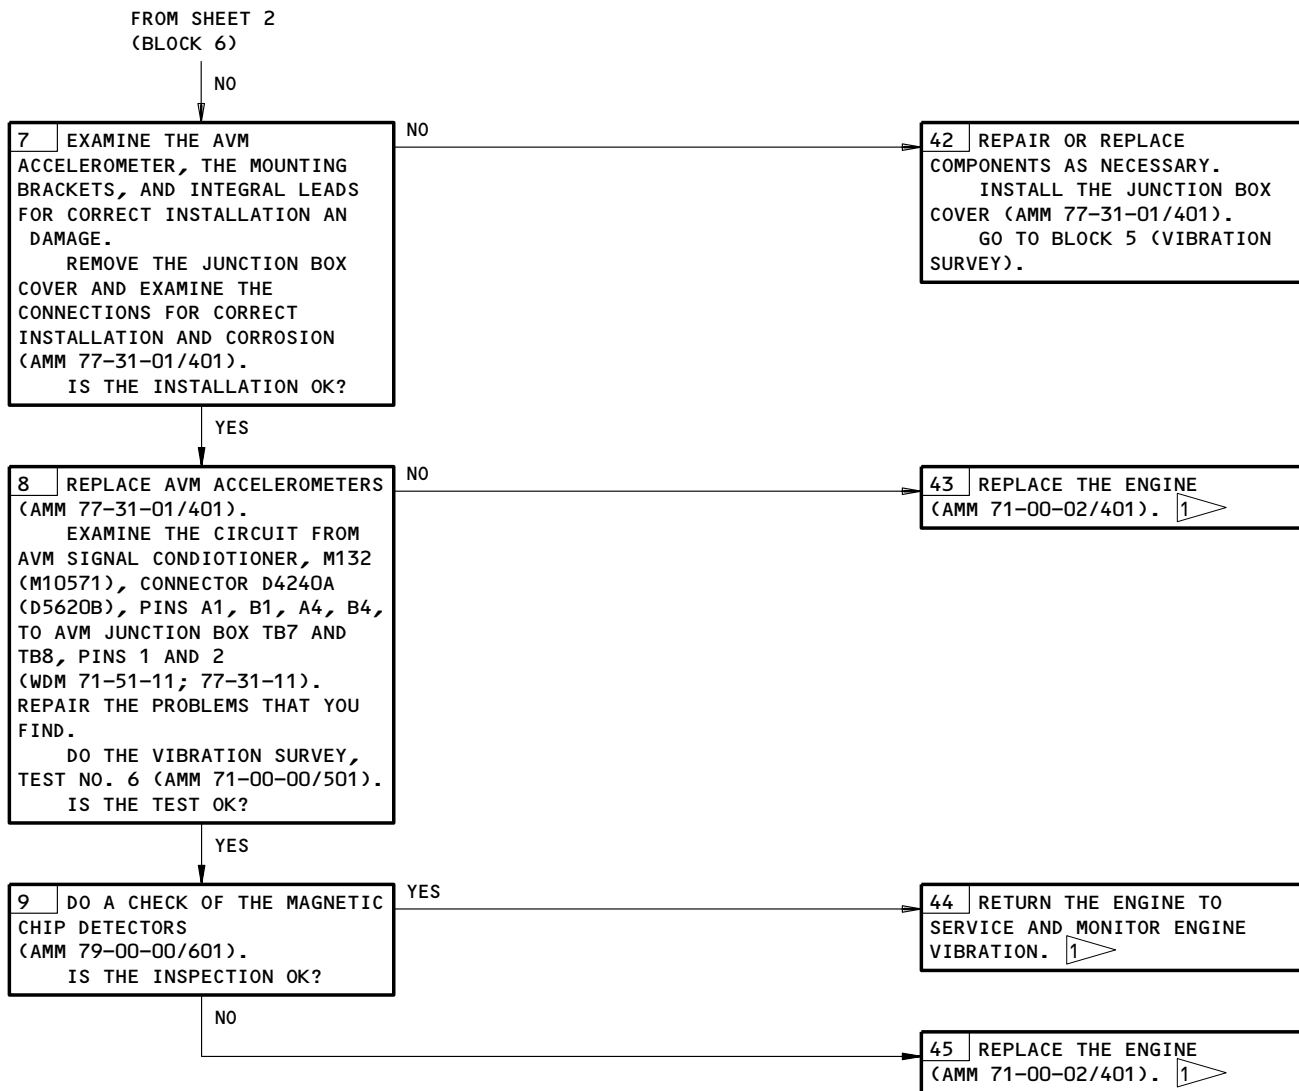 FROM SHEET 2
(BLOCK 6)
NO
7 EXAMINE THE AVM
ACCELEROMETER, THE MOUNTING
BRACKETS, AND INTEGRAL LEADS
FOR CORRECT INSTALLATION AN
DAMAGE.
REMOVE THE JUNCTION BOX
COVER AND EXAMINE THE
CONNECTIONS FOR CORRECT
INSTALLATION AND CORROSION
(AMM 77-31-01/401).
IS THE INSTALLATION OK?
NO
42 REPAIR OR REPLACE
COMPONENTS AS NECESSARY.
INSTALL THE JUNCTION BOX
COVER (AMM 77-31-01/401).
GO TO BLOCK 5 (VIBRATION
SURVEY).
YES
8 REPLACE AVM ACCELEROMETERS
(AMM 77-31-01/401).
EXAMINE THE CIRCUIT FROM
AVM SIGNAL CONDIOTIONER, M132
(M10571), CONNECTOR D4240A
(D5620B), PINS A1, B1, A4, B4,
TO AVM JUNCTION BOX TB7 AND
TB8, PINS 1 AND 2
(WDM 71-51-11; 77-31-11).
REPAIR THE PROBLEMS THAT YOU
FIND.
DO THE VIBRATION SURVEY,
TEST NO. 6 (AMM 71-00-00/501).
IS THE TEST OK?
NO
43 REPLACE THE ENGINE
(AMM 71-00-02/401). 1
YES
9 DO A CHECK OF THE MAGNETIC
CHIP DETECTORS
(AMM 79-00-00/601).
IS THE INSPECTION OK?
YES
44 RETURN THE ENGINE TO
SERVICE AND MONITOR ENGINE
VIBRATION. 1
NO
45 REPLACE THE ENGINE
(AMM 71-00-02/401). 1